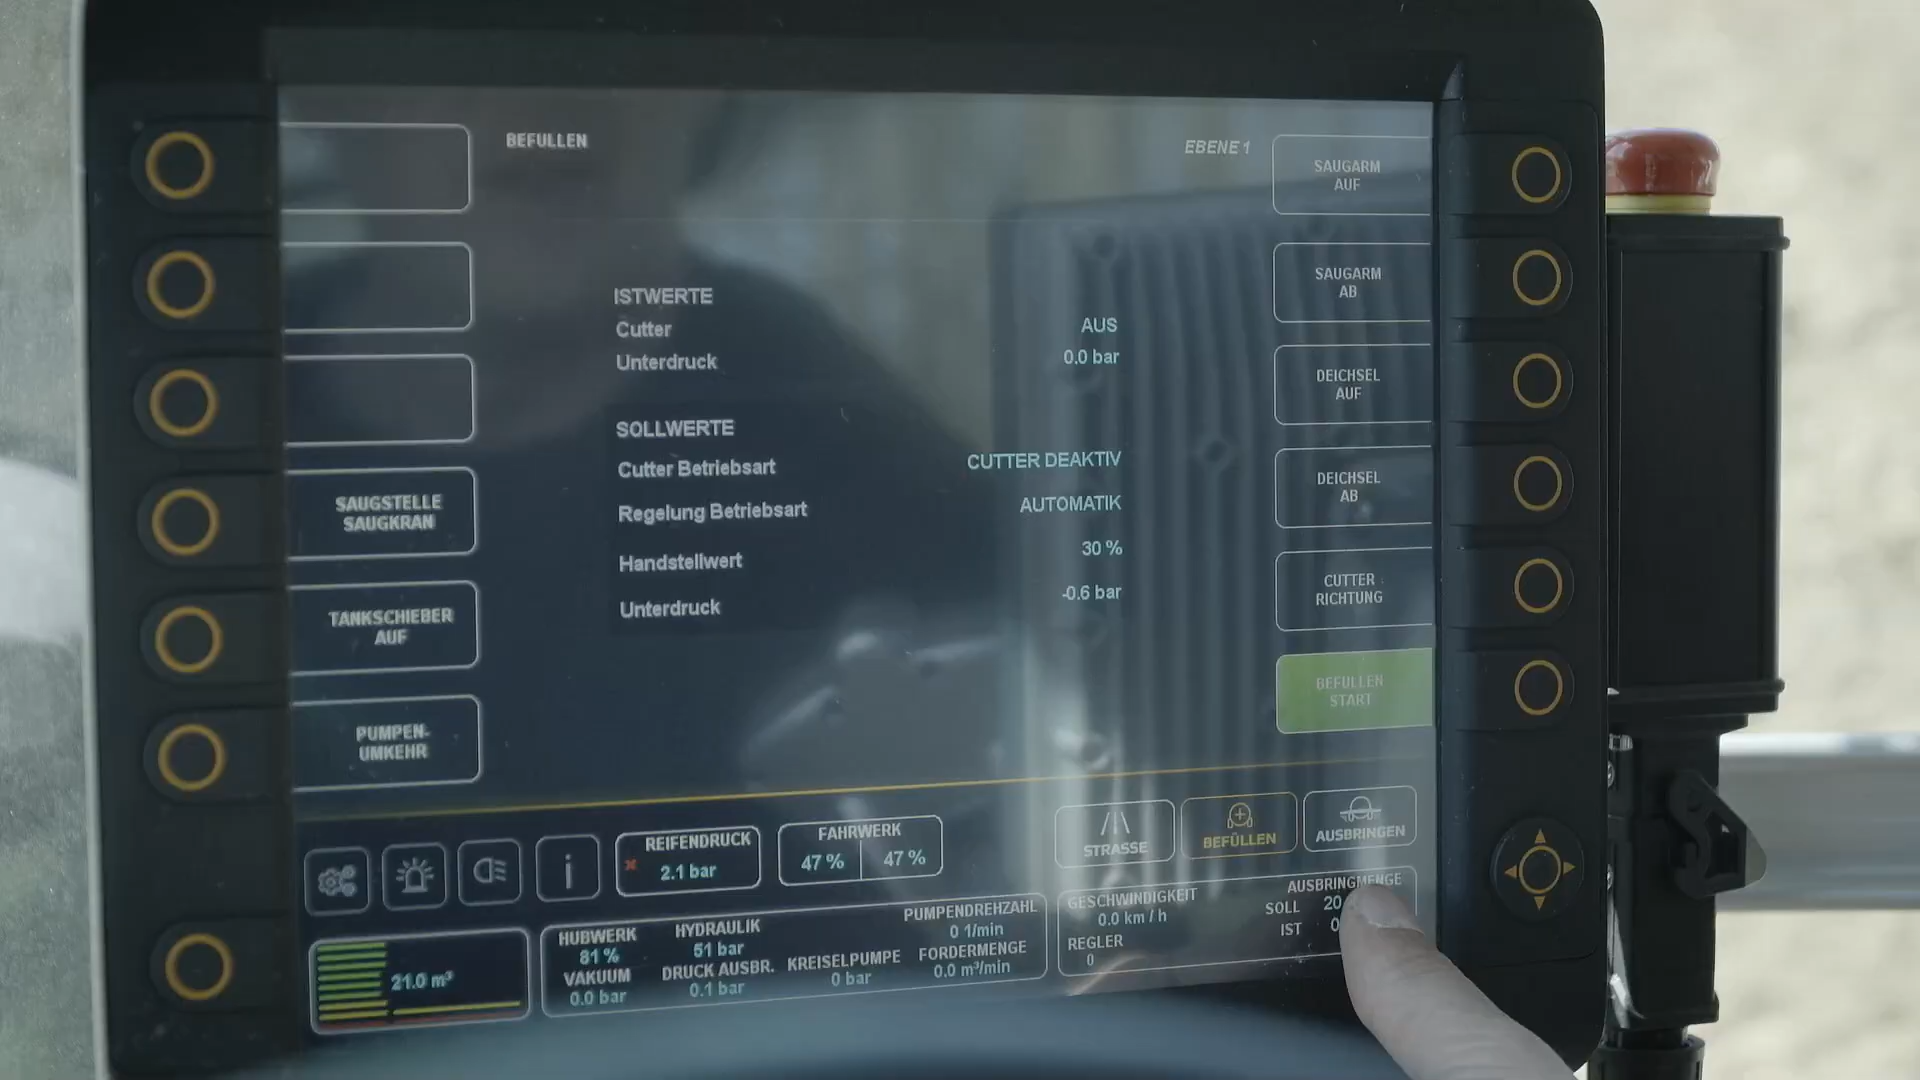 BEFULLEN
EBENE 1
ISTWERTE
Cutter AUS
Unterdruck 0.0 bar
SOLLWERTE
Cutter Betriebsart CUTTER DEAKTIV
Regelung Betriebsart AUTOMATIK
Handstellwert 30 %
Unterdruck -0.6 bar
SAUGSTELLE
SAUGKRAN
TANKSCHIEBER
AUF
PUMPEN-
UMKEHR
SAUGARM
AUF
SAUGARM
AB
DEICHSEL
AUF
DEICHSEL
AB
CUTTER
RICHTUNG
BEFULLEN
START
REIFENDRUCK
2.1 bar
FAHRWERK
47 % 47 %
STRASSE
BEFÜLLEN
AUSBRINGEN
21.0 m³
HUBWERK
81 %
VAKUUM
0.0 bar
HYDRAULIK
51 bar
DRUCK AUSBR.
0.1 bar
KREISELPUMPE
0 bar
PUMPENDREHZAHL
0 1/min
FORDERMENGE
0.0 m³/min
GESCHWINDIGKEIT
0.0 km / h
REGLER
0
AUSBRINGMENGE
SOLL 20
IST